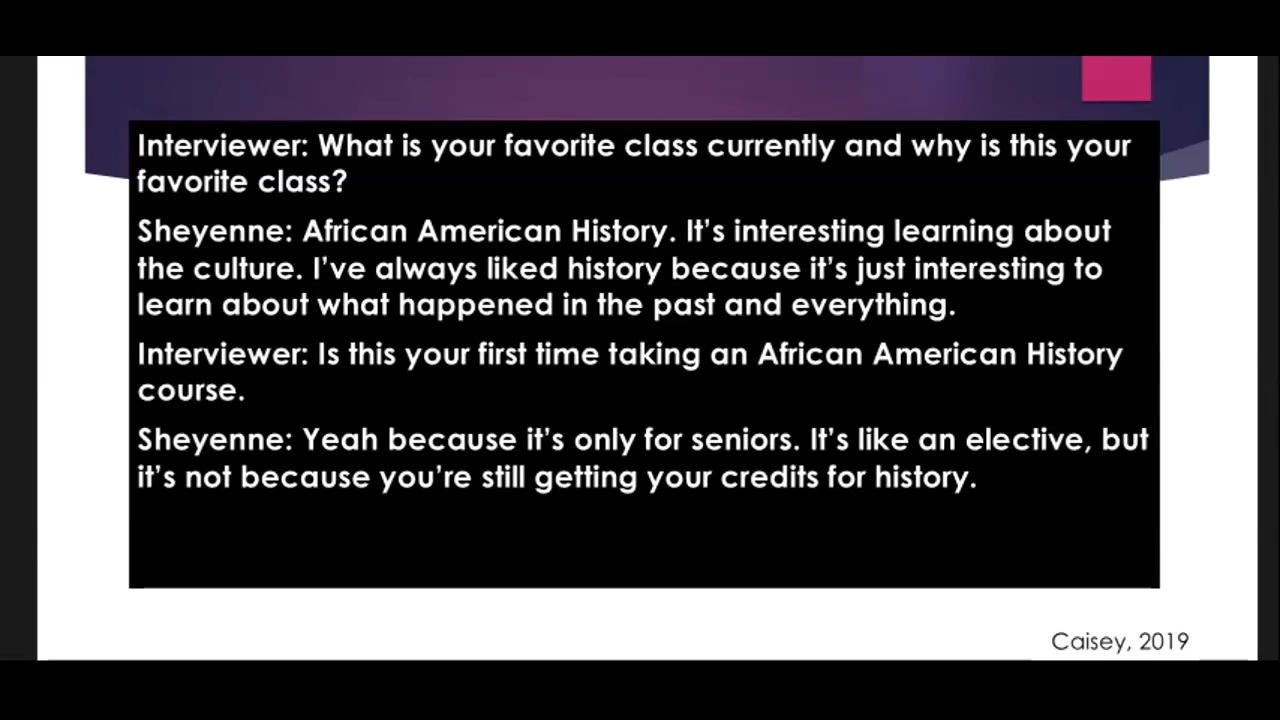 Interviewer: What is your favorite class currently and why is this your
favorite class?
Sheyenne: African American History. It’s interesting learning about
the culture. I’ve always liked history because it’s just interesting to
learn about what happened in the past and everything.
Interviewer: Is this your first time taking an African American History
course.
Sheyenne: Yeah because it’s only for seniors. It’s like an elective, but
it’s not because you’re still getting your credits for history.
Caisey, 2019